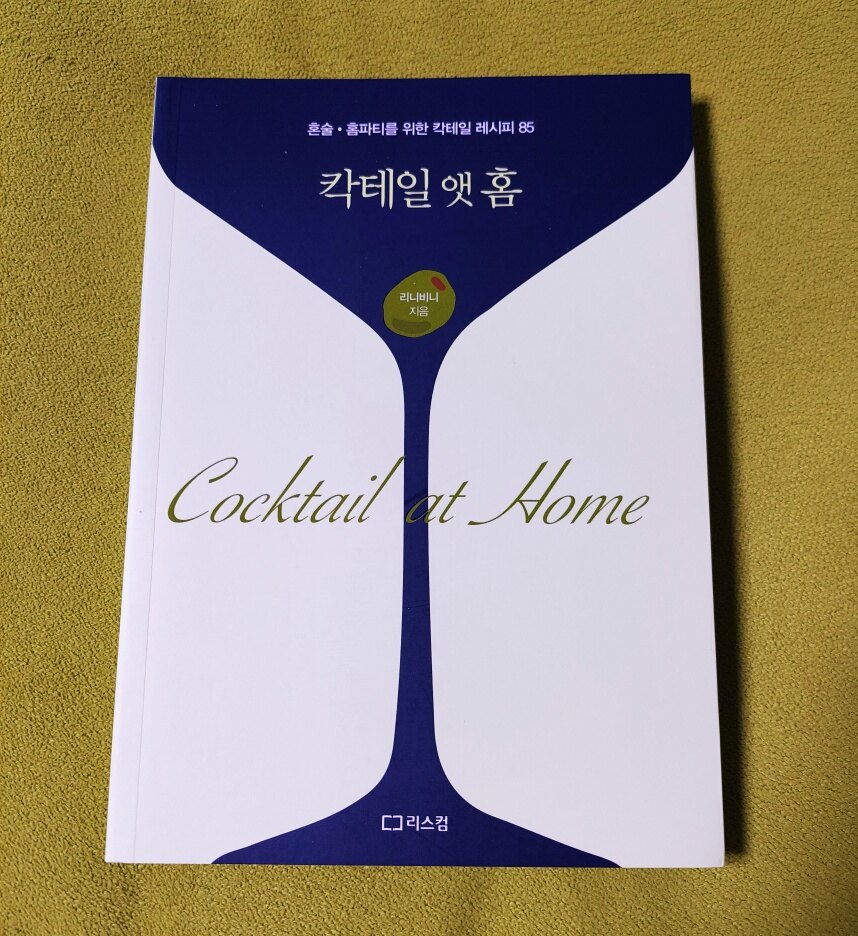 혼술 • 홈파티를 위한 칵테일 레시피 85
칵테일 앳 홈
리니비니
지음
Cocktail at Home
리스컴